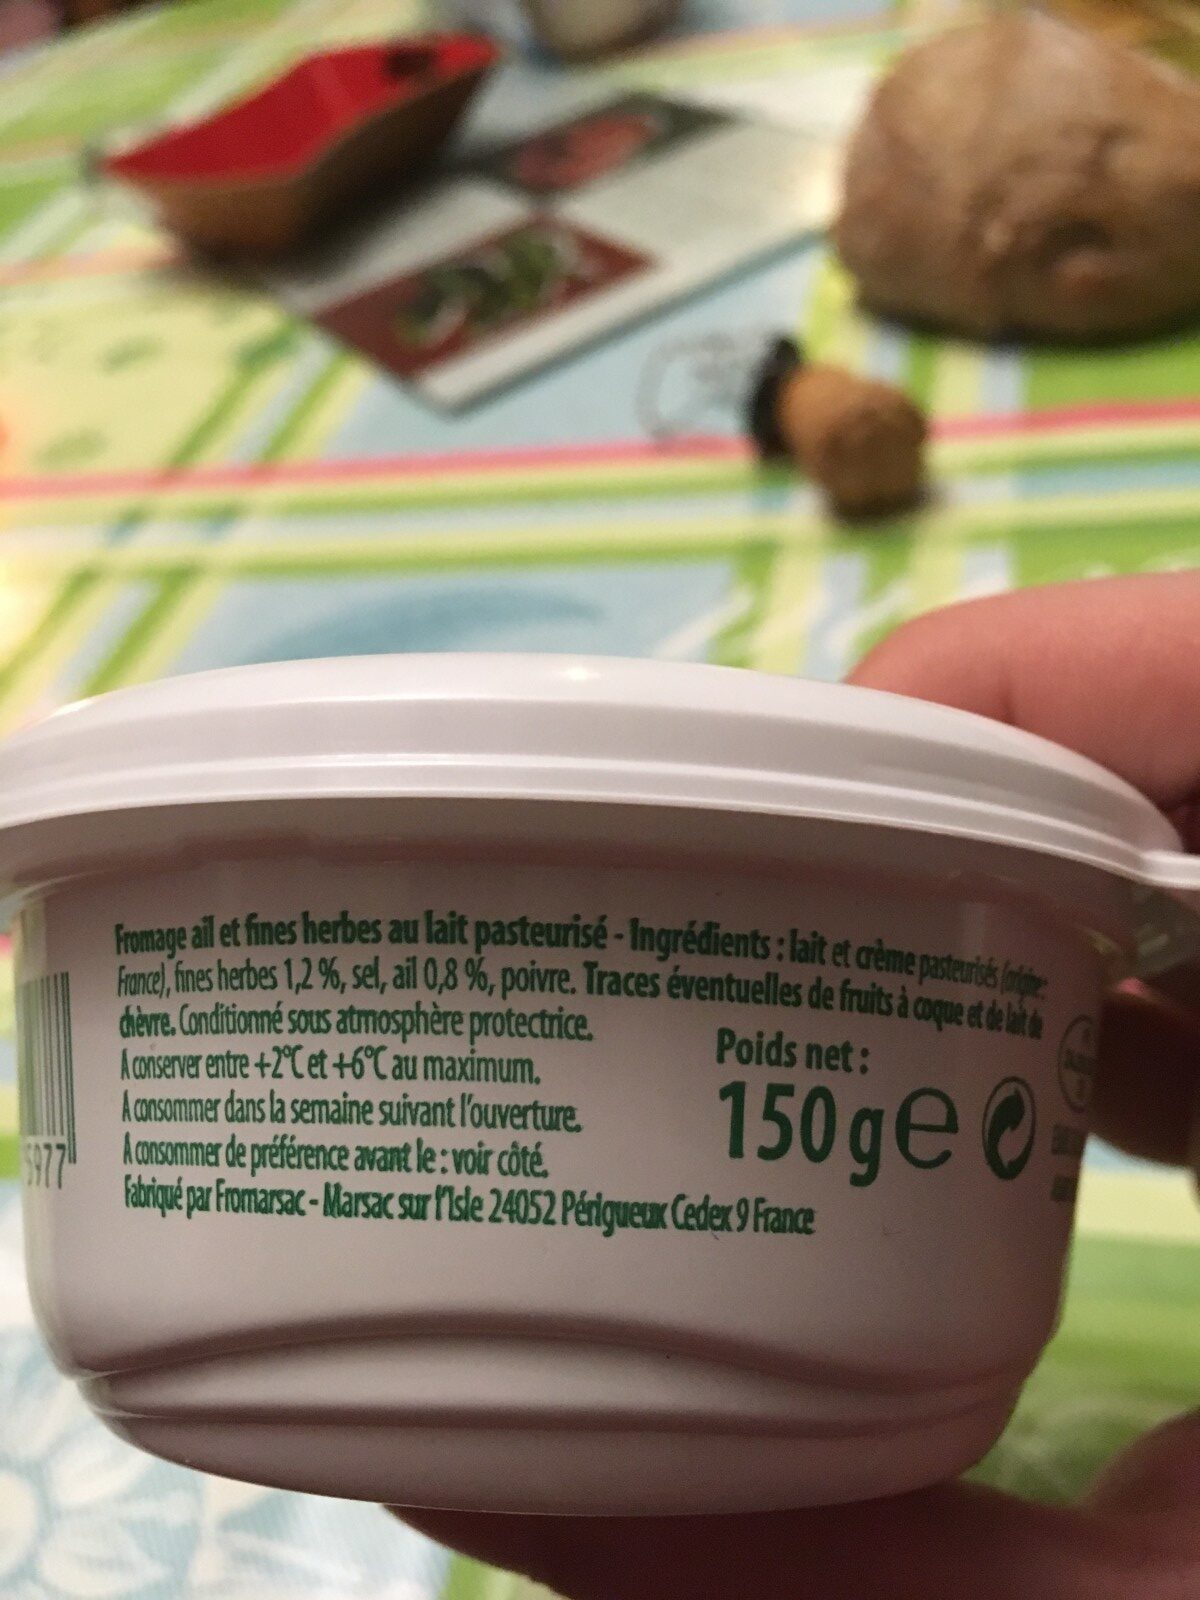 Fromage ail et fines herbes au lait pasteurisé - Ingrédients : lait et crème pasteurisés (origine:
France), fines herbes 1,2 %, sel, ail 0,8 %, poivre. Traces éventuelles de fruits à coque et de lait de
chèvre. Conditionné sous atmosphère protectrice.
A conserver entre +2°C et +6°C au maximum.
A consommer dans la semaine suivant l'ouverture.
A consommer de préférence avant le : voir côté.
Fabriqué par Fromarsac - Marsac sur l'Isle 24052 Périgueux Cedex 9 France
Poids net :
150 g e
5977